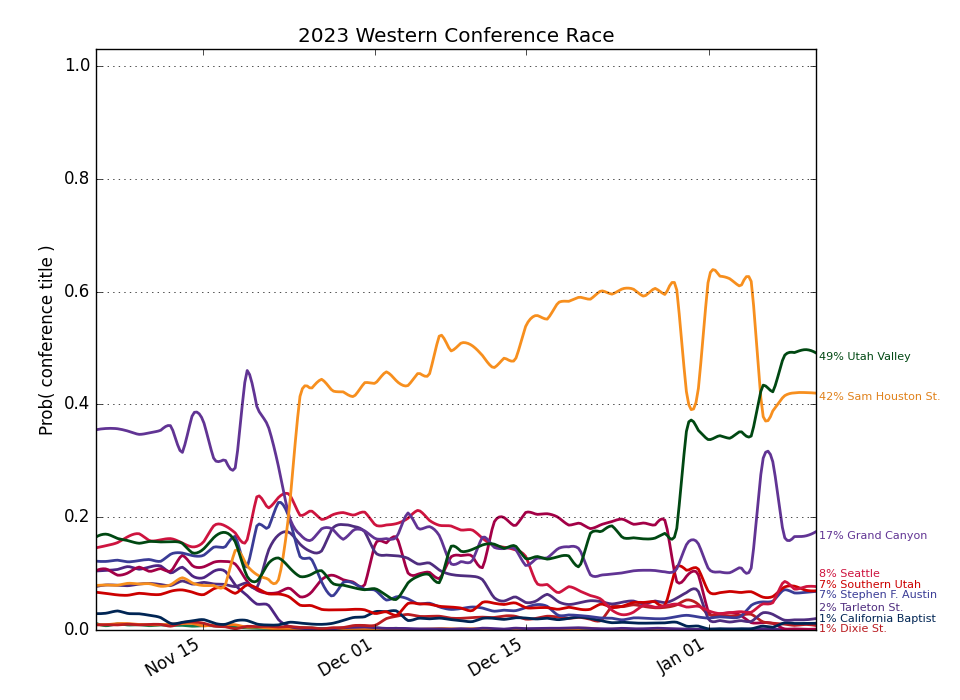 2023 Western Conference Race
Prob( conference title )
1.0
0.8
0.6
0.4
0.2
0.0
Nov 15
Dec 01
Dec 15
Jan 01
49% Utah Valley
42% Sam Houston St.
17% Grand Canyon
8% Seattle
7% Southern Utah
7% Stephen F. Austin
2% Tarleton St.
1% California Baptist
1% Dixie St.